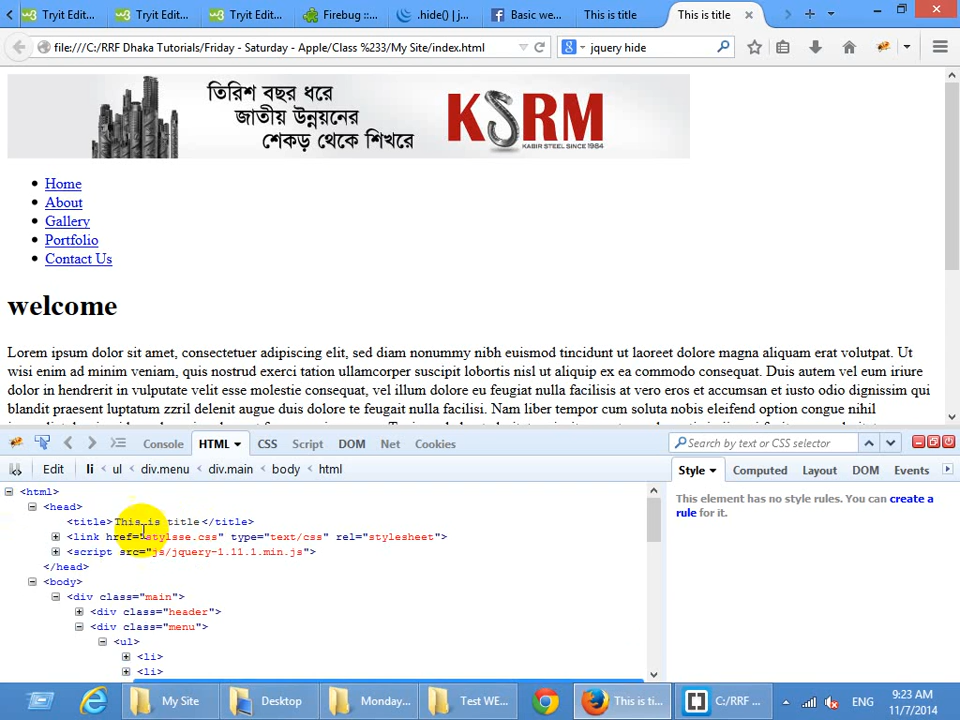 Tryit Edit...
Tryit Edit...
Tryit Edit...
Firebug ::...
.hide() | j...
Basic we...
This is title
This is title
file:///C:/RRF Dhaka Tutorials/Friday - Saturday - Apple/Class %233/My Site/index.html
jquery hide
তিরিশ বছর ধরে
জাতীয় উন্নয়নের
শেকড় থেকে শিখরে
KSRM
KABIR STEEL SINCE 1984
Home
About
Gallery
Portfolio
Contact Us
welcome
Lorem ipsum dolor sit amet, consectetuer adipiscing elit, sed diam nonummy nibh euismod tincidunt ut laoreet dolore magna aliquam erat volutpat. Ut
wisi enim ad minim veniam, quis nostrud exerci tation ullamcorper suscipit lobortis nisl ut aliquip ex ea commodo consequat. Duis autem vel eum iriure
dolor in hendrerit in vulputate velit esse molestie consequat, vel illum dolore eu feugiat nulla facilisis at vero eros et accumsan et iusto odio dignissim qui
blandit praesent luptatum zzril delenit augue duis dolore te feugait nulla facilisi. Nam liber tempor cum soluta nobis eleifend option congue nihil
Console HTML CSS Script DOM Net Cookies
Search by text or CSS selector
Edit li < ul < div.menu < div.main < body < html
Style Computed Layout DOM Events
<html>
<head>
<title>This is title</title>
<link href="stylsse.css" type="text/css" rel="stylesheet">
<script src="js/jquery-1.11.1.min.js">
</head>
<body>
<div class="main">
<div class="header">
<div class="menu">
<ul>
<li>
<li>
This element has no style rules. You can create a
rule for it.
My Site
Desktop
Monday...
Test WE...
This is ti...
C:/RRF ...
ENG
9:23 AM
11/7/2014